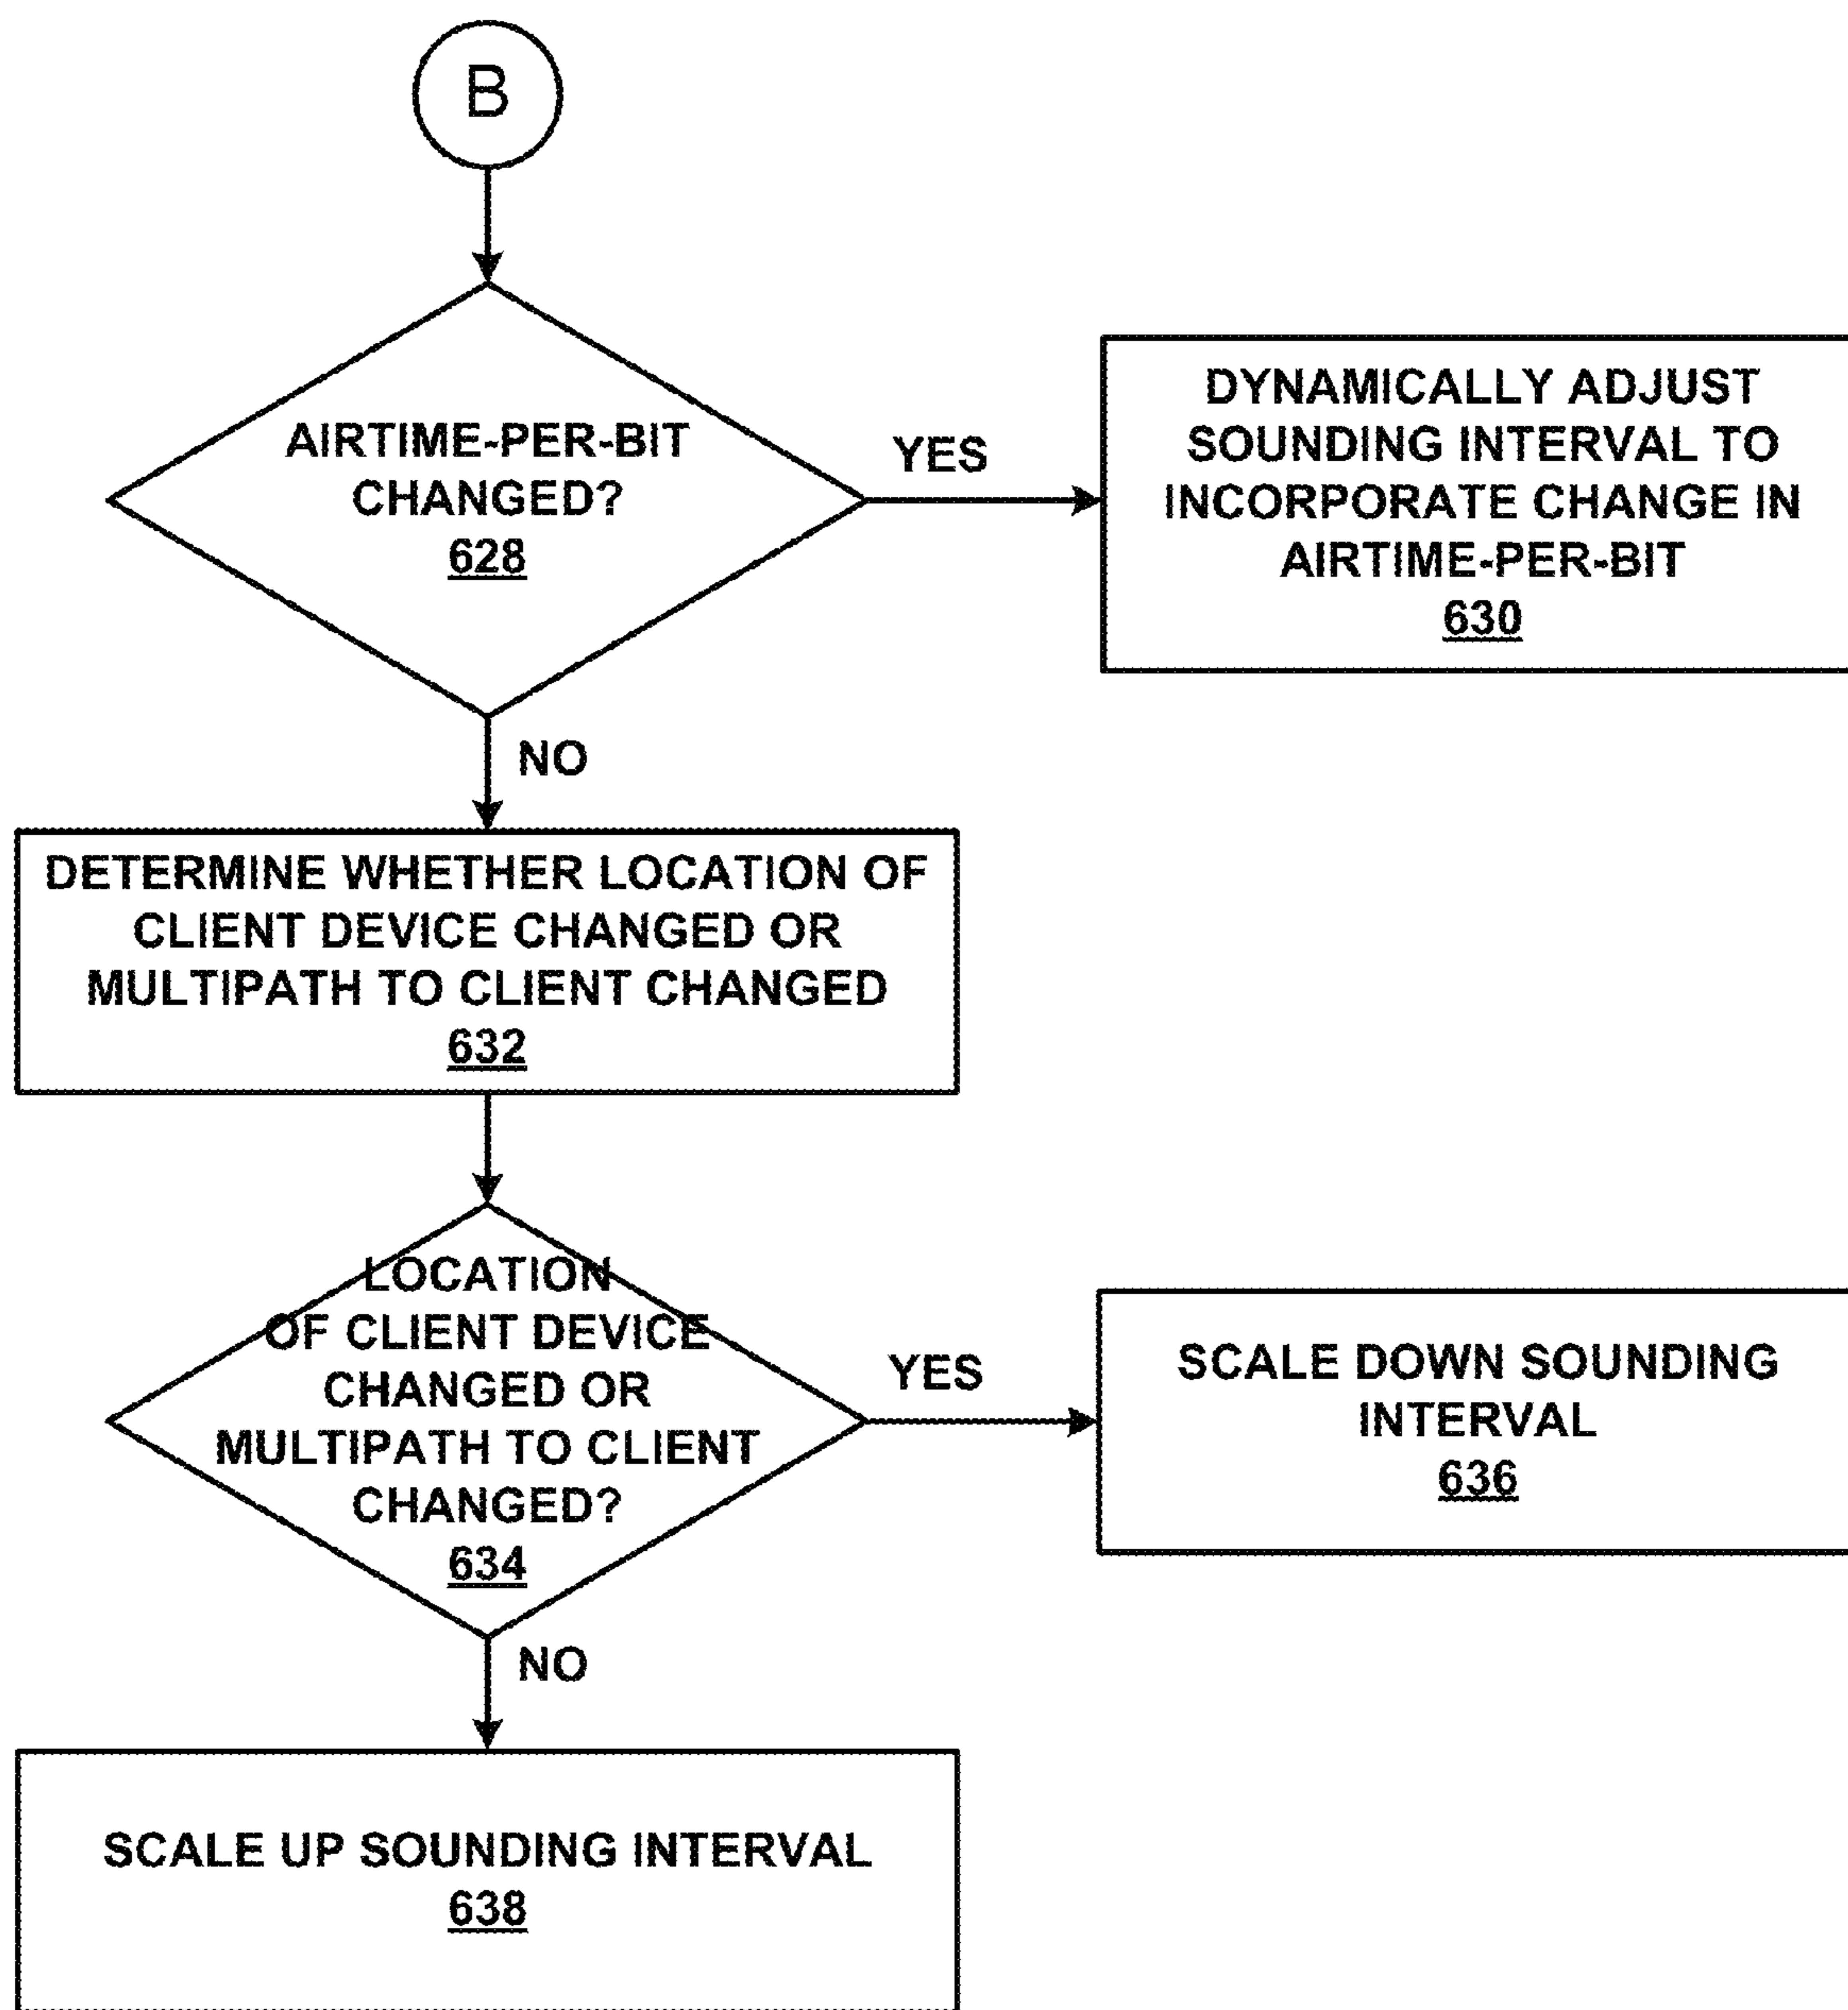 B
AIRTIME-PER-BIT
CHANGED?
628
YES
DYNAMICALLY ADJUST
SOUNDING INTERVAL TO
INCORPORATE CHANGE IN
AIRTIME-PER-BIT
630
NO
DETERMINE WHETHER LOCATION OF
CLIENT DEVICE CHANGED OR
MULTIPATH TO CLIENT CHANGED
632
LOCATION
OF CLIENT DEVICE
CHANGED OR
MULTIPATH TO CLIENT
CHANGED?
634
YES
SCALE DOWN SOUNDING
INTERVAL
636
NO
SCALE UP SOUNDING INTERVAL
638